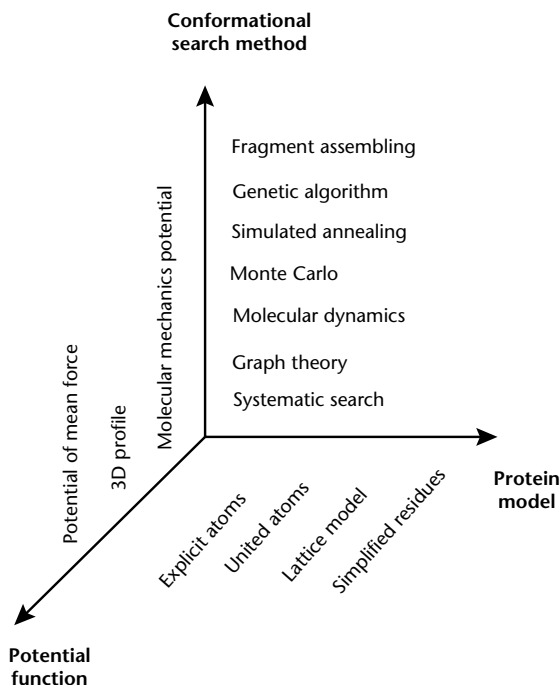 Conformational
search method
Fragment assembling
Genetic algorithm
Simulated annealing
Monte Carlo
Molecular dynamics
Graph theory
Systematic search
Molecular mechanics potential
3D profile
Potential of mean force
Protein
model
Explicit atoms
United atoms
Lattice model
Simplified residues
Potential
function